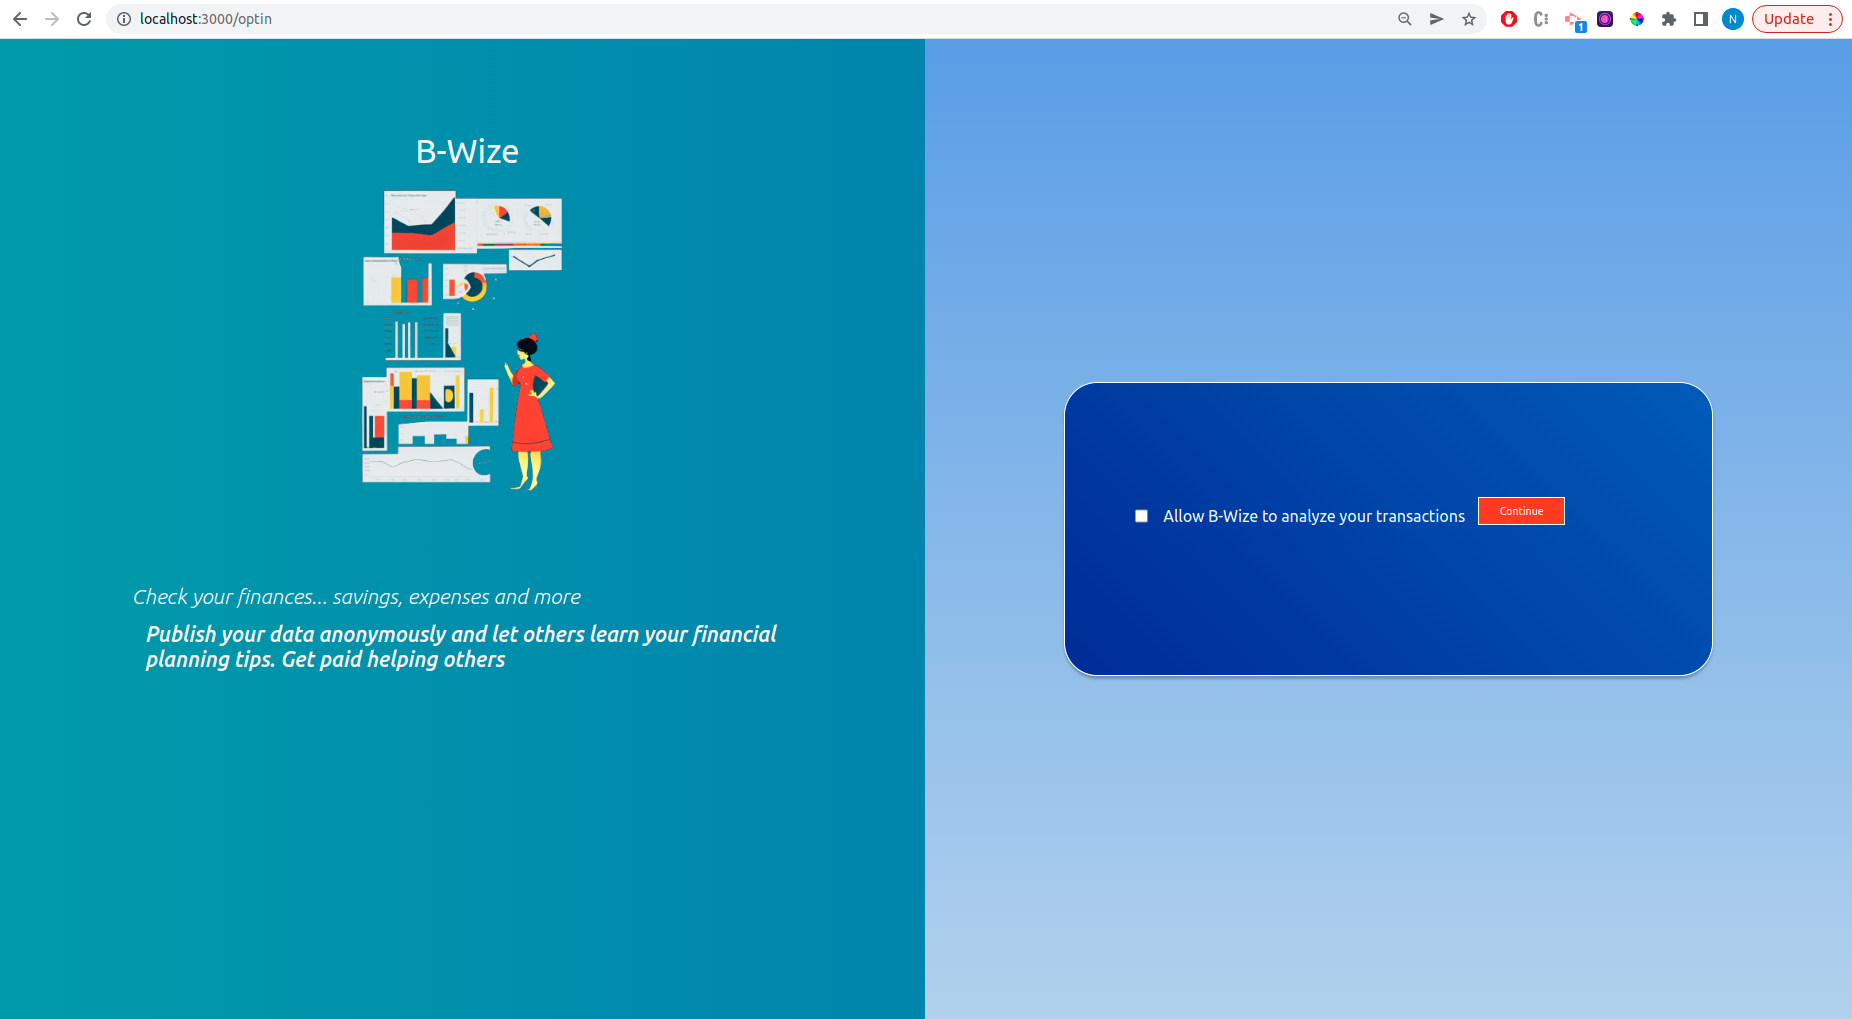 localhost:3000/optin
1
N
Update
B-Wize
Check your finances... savings, expenses and more
Publish your data anonymously and let others learn your financial
planning tips. Get paid helping others
Allow B-Wize to analyze your transactions
Continue